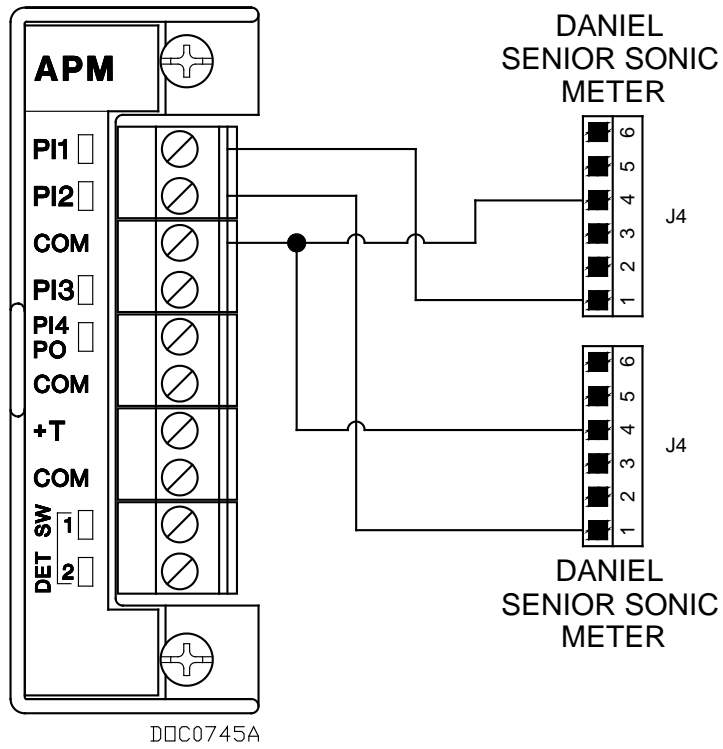 APM
PI1
PI2
COM
PI3
PI4
PO
COM
+T
COM
DET SW
1
2
DANIEL
SENIOR SONIC
METER
6
5
4
3
2
1
J4
6
5
4
3
2
1
J4
DANIEL
SENIOR SONIC
METER
DOC0745A